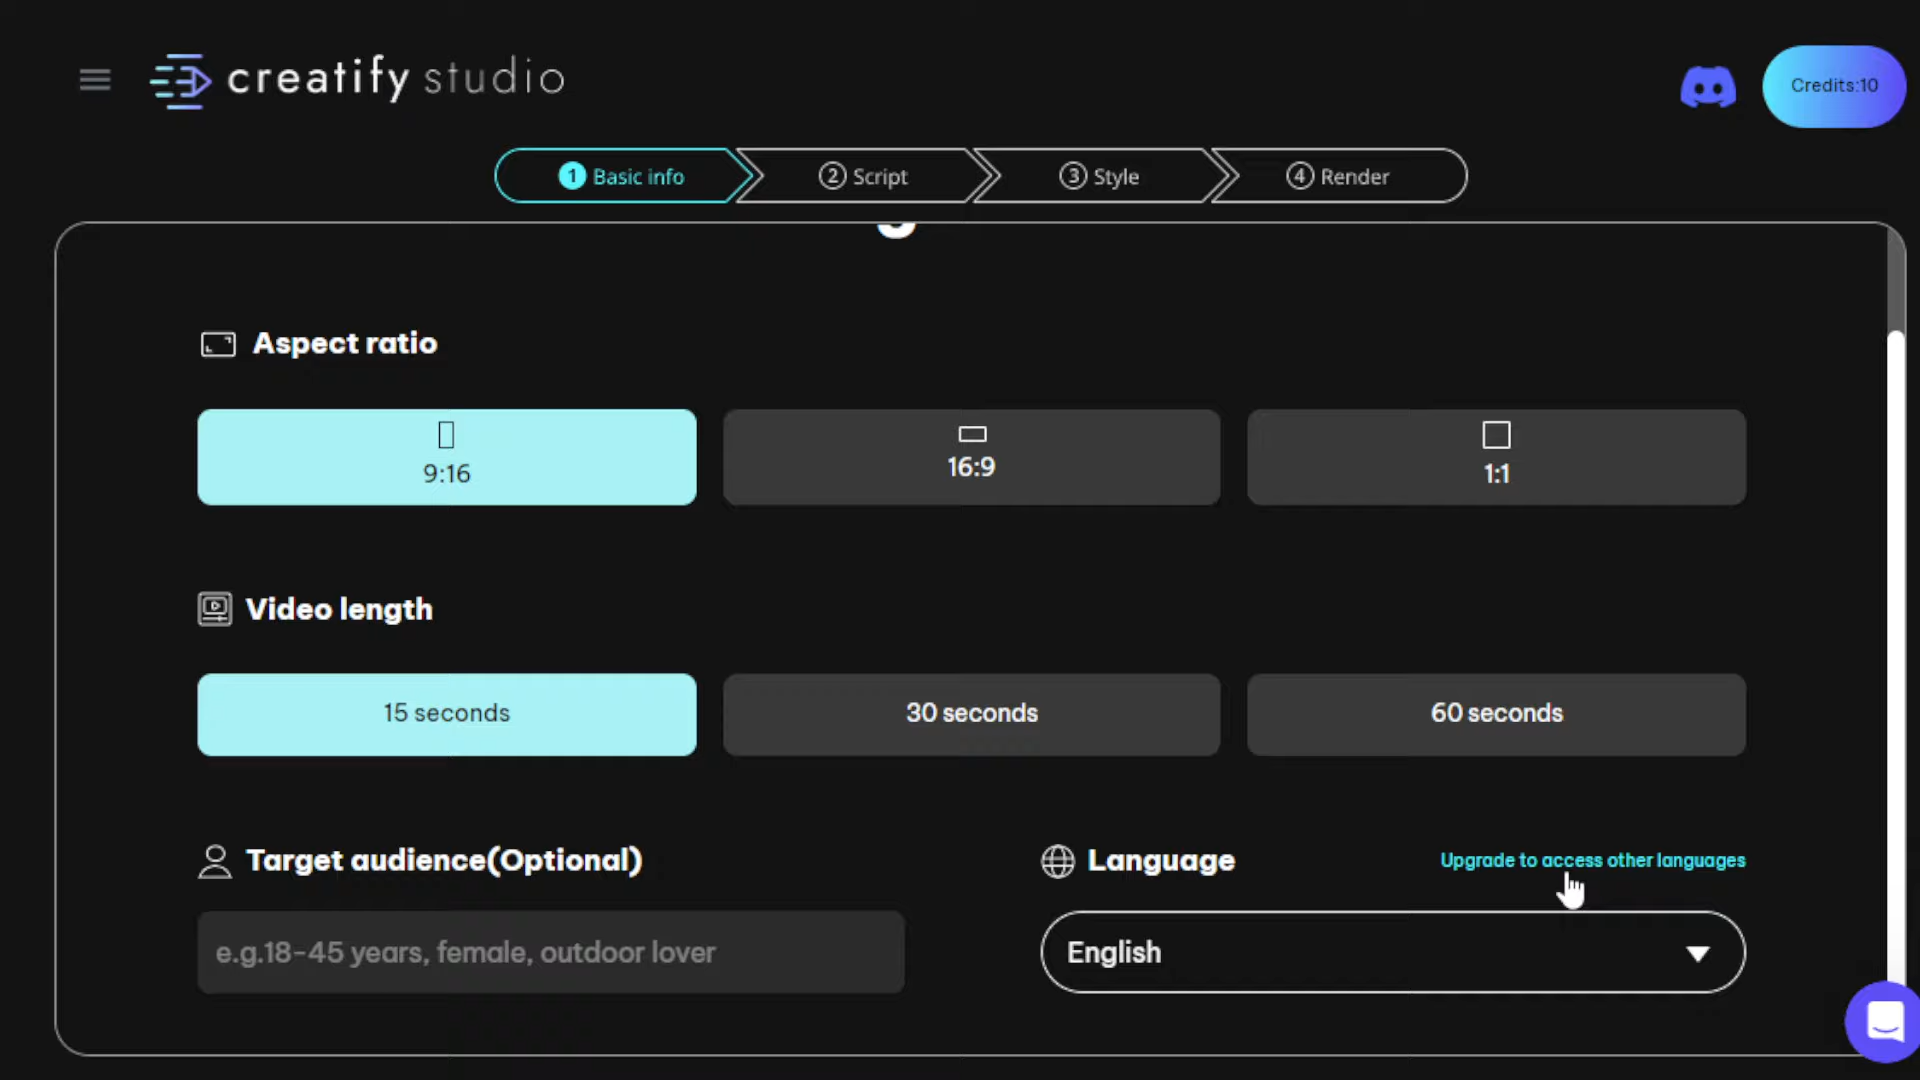 creatify studio
Credits:10
1 Basic info
2 Script
3 Style
4 Render
Aspect ratio
9:16
16:9
1:1
Video length
15 seconds
30 seconds
60 seconds
Target audience(Optional)
Language
Upgrade to access other languages
e.g.18-45 years, female, outdoor lover
English